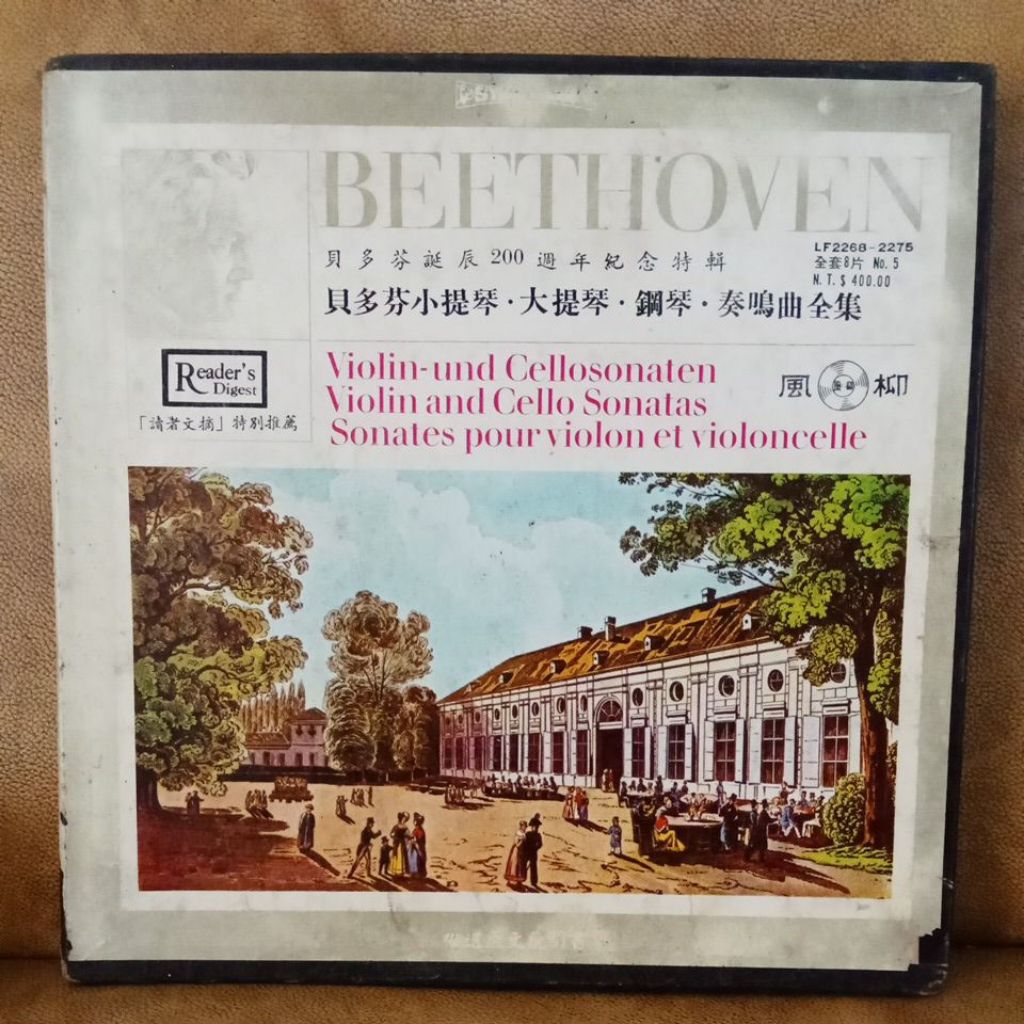 BEETHOVEN
貝多芬誕辰200週年紀念特輯
LF2268-2275
全套8片 No. 5
N.T.$ 400.00
貝多芬小提琴·大提琴·鋼琴·奏鳴曲全集
Reader's
Digest
「讀者文摘」特別推薦
Violin-und Cellosonaten
Violin and Cello Sonatas
Sonates pour violon et violoncelle
風 柳